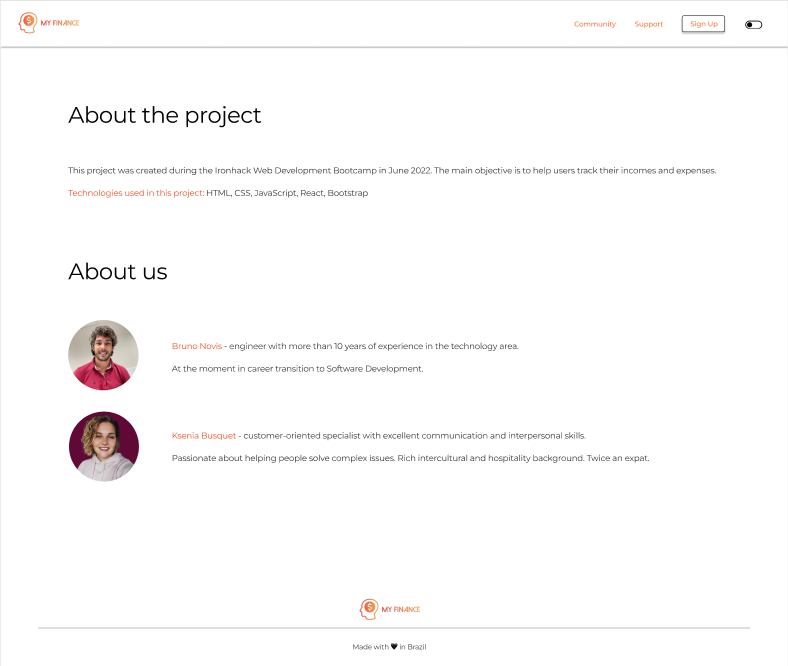 $ MY FINANCE
Community
Support
Sign Up
About the project
This project was created during the Ironhack Web Development Bootcamp in June 2022. The main objective is to help users track their incomes and expenses.
Technologies used in this project: HTML, CSS, JavaScript, React, Bootstrap
About us
Bruno Novis - engineer with more than 10 years of experience in the technology area.
At the moment in career transition to Software Development.
Ksenia Busquet - customer-oriented specialist with excellent communication and interpersonal skills.
Passionate about helping people solve complex issues. Rich intercultural and hospitality background. Twice an expat.
$ MY FINANCE
Made with 🖤 in Brazil